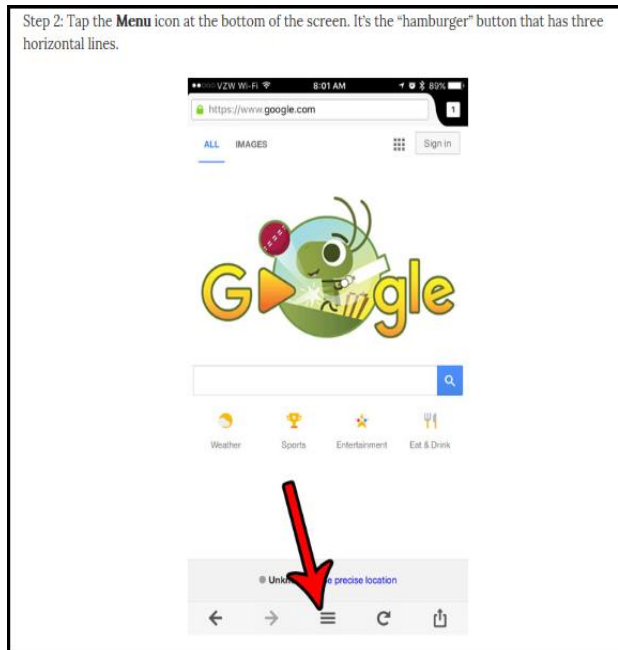 Step 2: Tap the Menu icon at the bottom of the screen. It's the “hamburger” button that has three
horizontal lines.
VZW Wi-Fi 8:01 AM 89%
https://www.google.com 1
ALL IMAGES Sign in
Google
Weather Sports Entertainment Eat & Drink
precise location